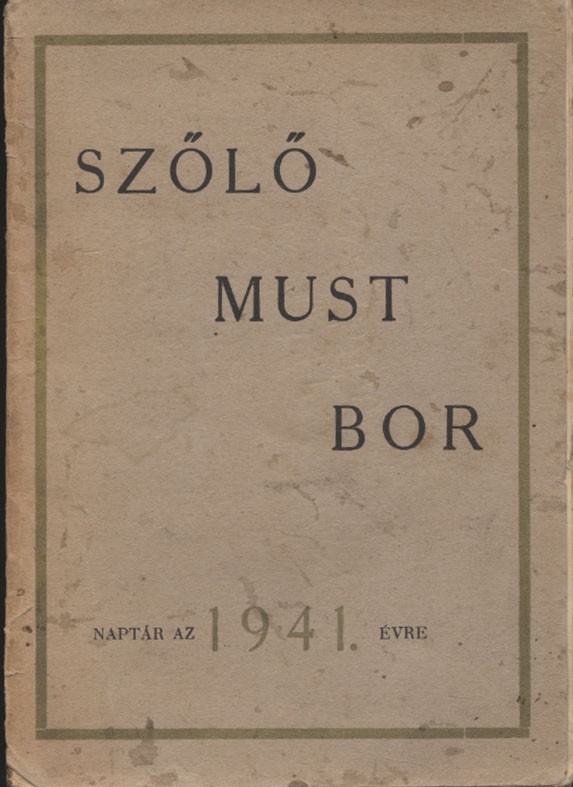 SZŐLŐ
MUST
BOR
NAPTÁR AZ 1941. ÉVRE